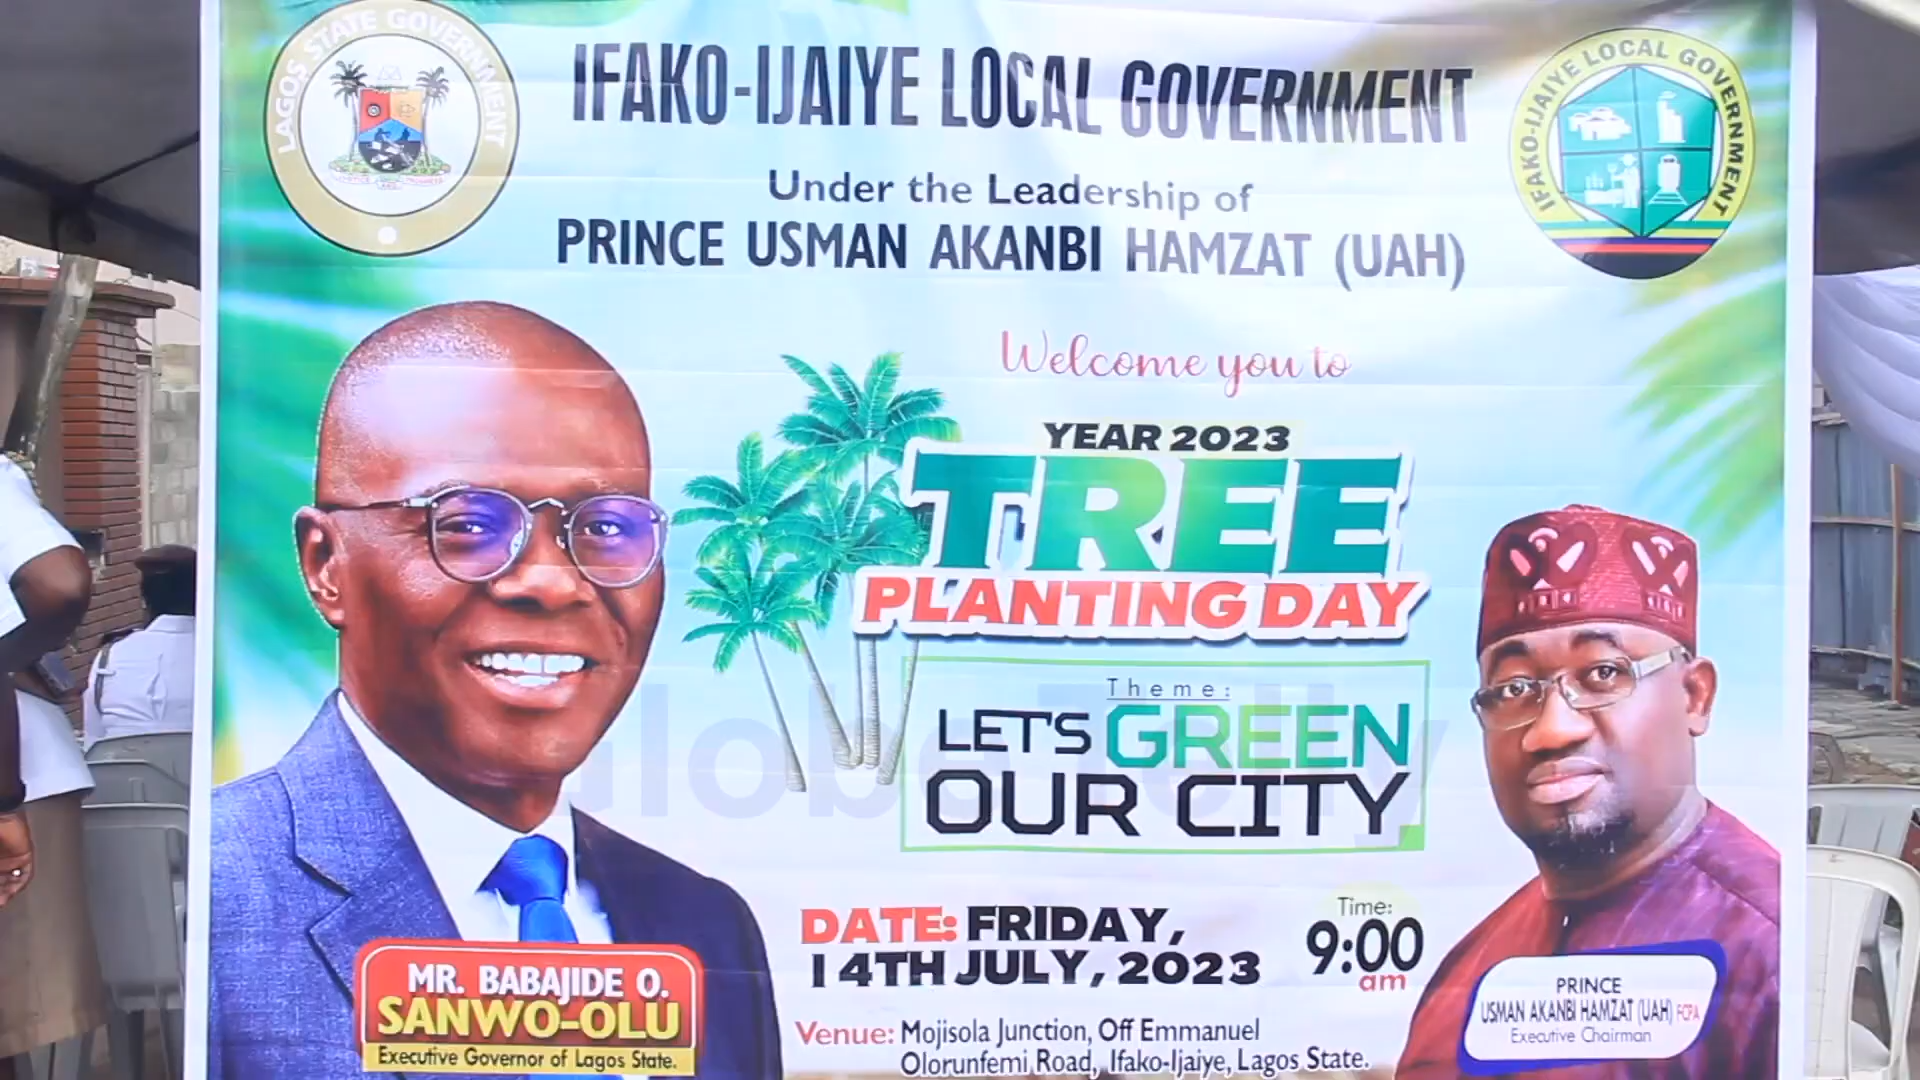 LAGOS STATE GOVERNMENT
IFAKO-IJAIYE LOCAL GOVERNMENT
IFAKO-IJAIYE LOCAL GOVERNMENT
Under the Leadership of
PRINCE USMAN AKANBI HAMZAT (UAH)
Welcome you to
YEAR 2023
TREE
PLANTING DAY
Theme:
LET'S GREEN
OUR CITY
DATE: FRIDAY,
14TH JULY, 2023
Time:
9:00
am
Venue: Mojisola Junction, Off Emmanuel
Olorunfemi Road, Ifako-Ijaiye, Lagos State.
MR. BABAJIDE O.
SANWO-OLU
Executive Governor of Lagos State.
PRINCE
USMAN AKANBI HAMZAT (UAH) FCPA
Executive Chairman